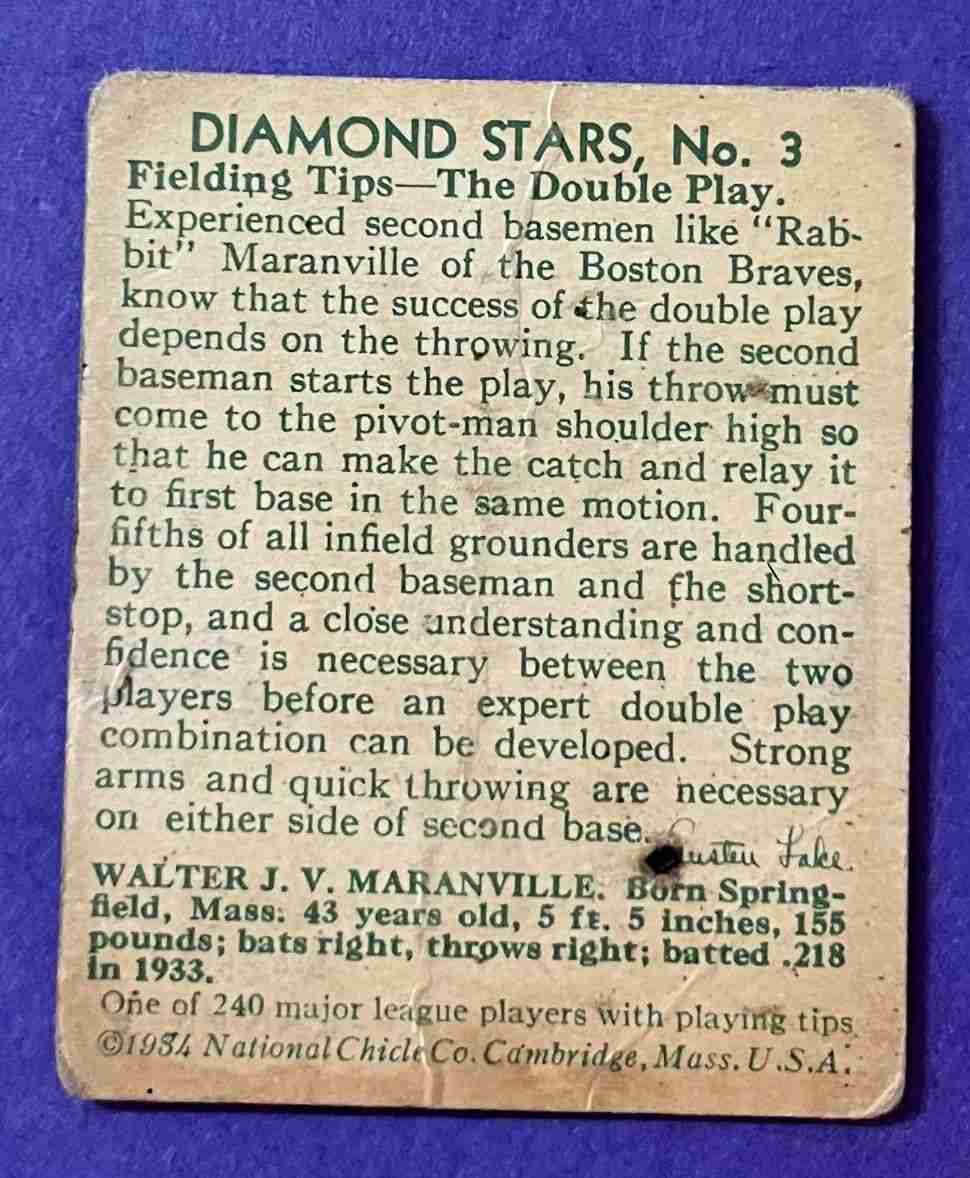 DIAMOND STARS, No. 3
Fielding Tips—The Double Play.
Experienced second basemen like "Rab-
bit" Maranville of the Boston Braves,
know that the success of the double play
depends on the throwing. If the second
baseman starts the play, his throw must
come to the pivot-man shoulder high so
that he can make the catch and relay it
to first base in the same motion. Four-
fifths of all infield grounders are handled
by the second baseman and the short-
stop, and a close understanding and con-
fidence is necessary between the two
players before an expert double play
combination can be developed. Strong
arms and quick throwing are necessary
on either side of second base.
Austen Lake.
WALTER J. V. MARANVILLE. Born Spring-
field, Mass. 43 years old, 5 ft. 5 inches, 155
pounds; bats right, throws right; batted .218
in 1933.
One of 240 major league players with playing tips.
©1934 National Chicle Co. Cambridge, Mass. U.S.A.